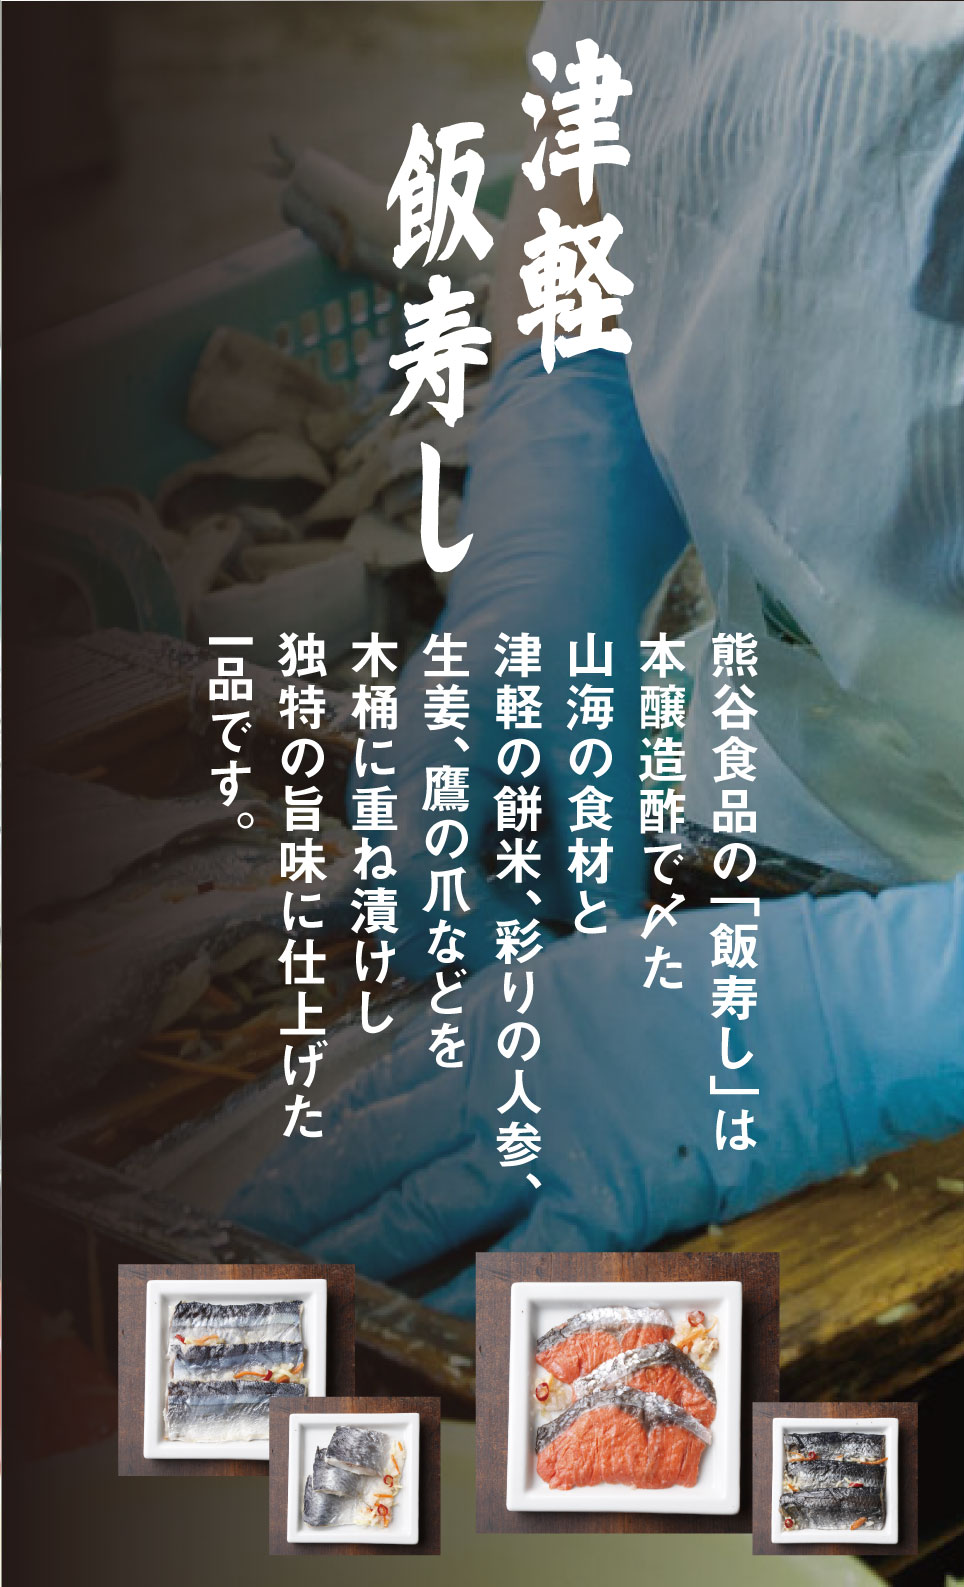 津軽
飯寿し
熊谷食品の「飯寿し」は
本醸造酢で〆た
山海の食材と
津軽の餅米、彩りの人参、
生姜、鷹の爪などを
木桶に重ね漬けし
独特の旨味に仕上げた
一品です。